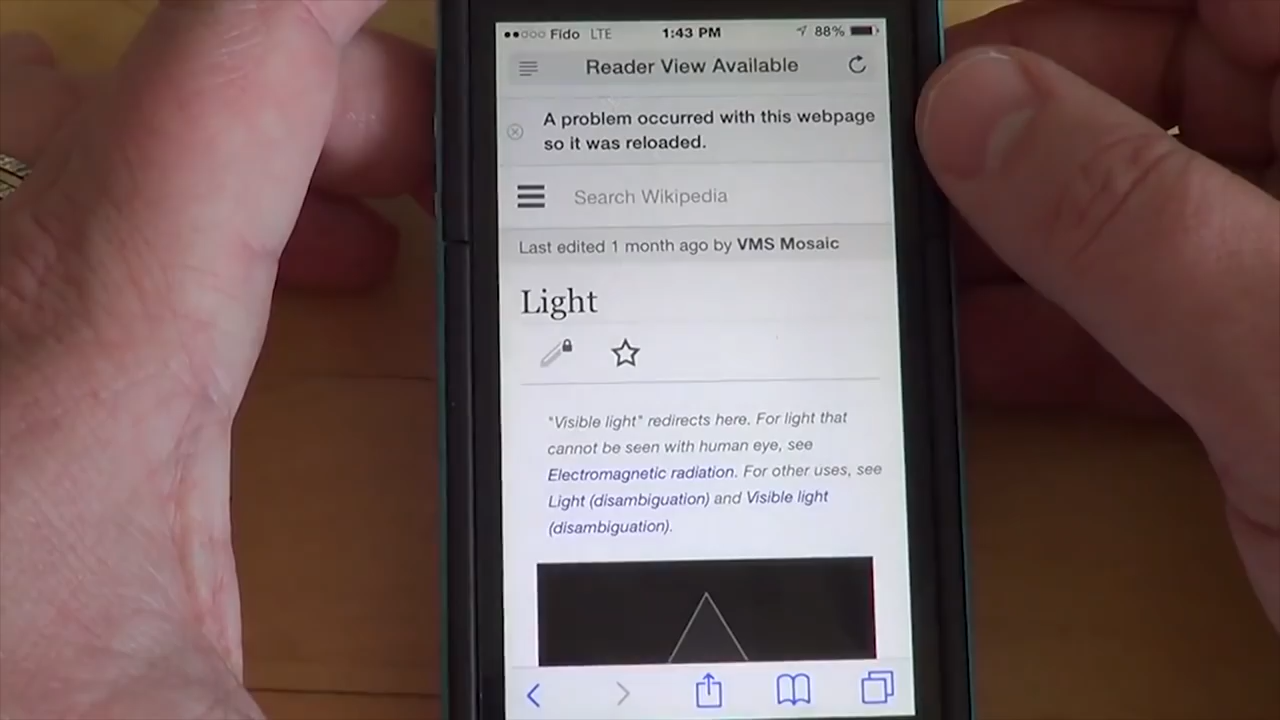 Fido LTE 1:43 PM 88%
Reader View Available
A problem occurred with this webpage
so it was reloaded.
Search Wikipedia
Last edited 1 month ago by VMS Mosaic
Light
"Visible light" redirects here. For light that
cannot be seen with human eye, see
Electromagnetic radiation. For other uses, see
Light (disambiguation) and Visible light
(disambiguation).